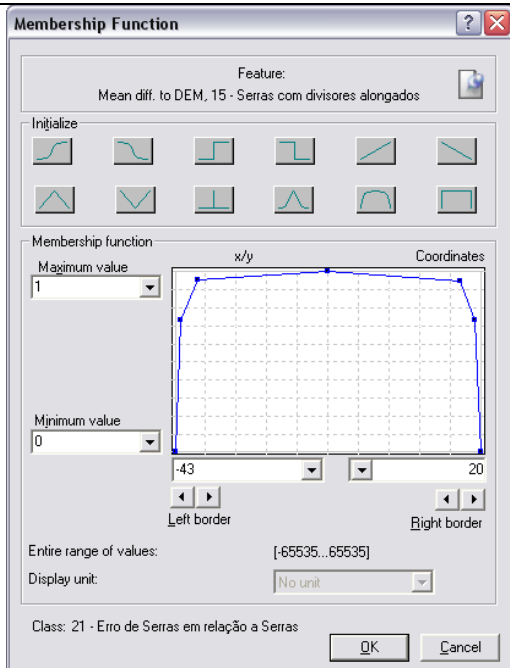 Membership Function
Feature:
Mean diff. to DEM, 15 - Serras com divisores alongados
Initialize
Membership function
x/y
Coordinates
Maximum value
1
Minimum value
0
-43
20
Left border
Right border
Entire range of values:
[-65535...65535]
Display unit:
No unit
Class: 21 - Erro de Serras em relação a Serras
OK
Cancel